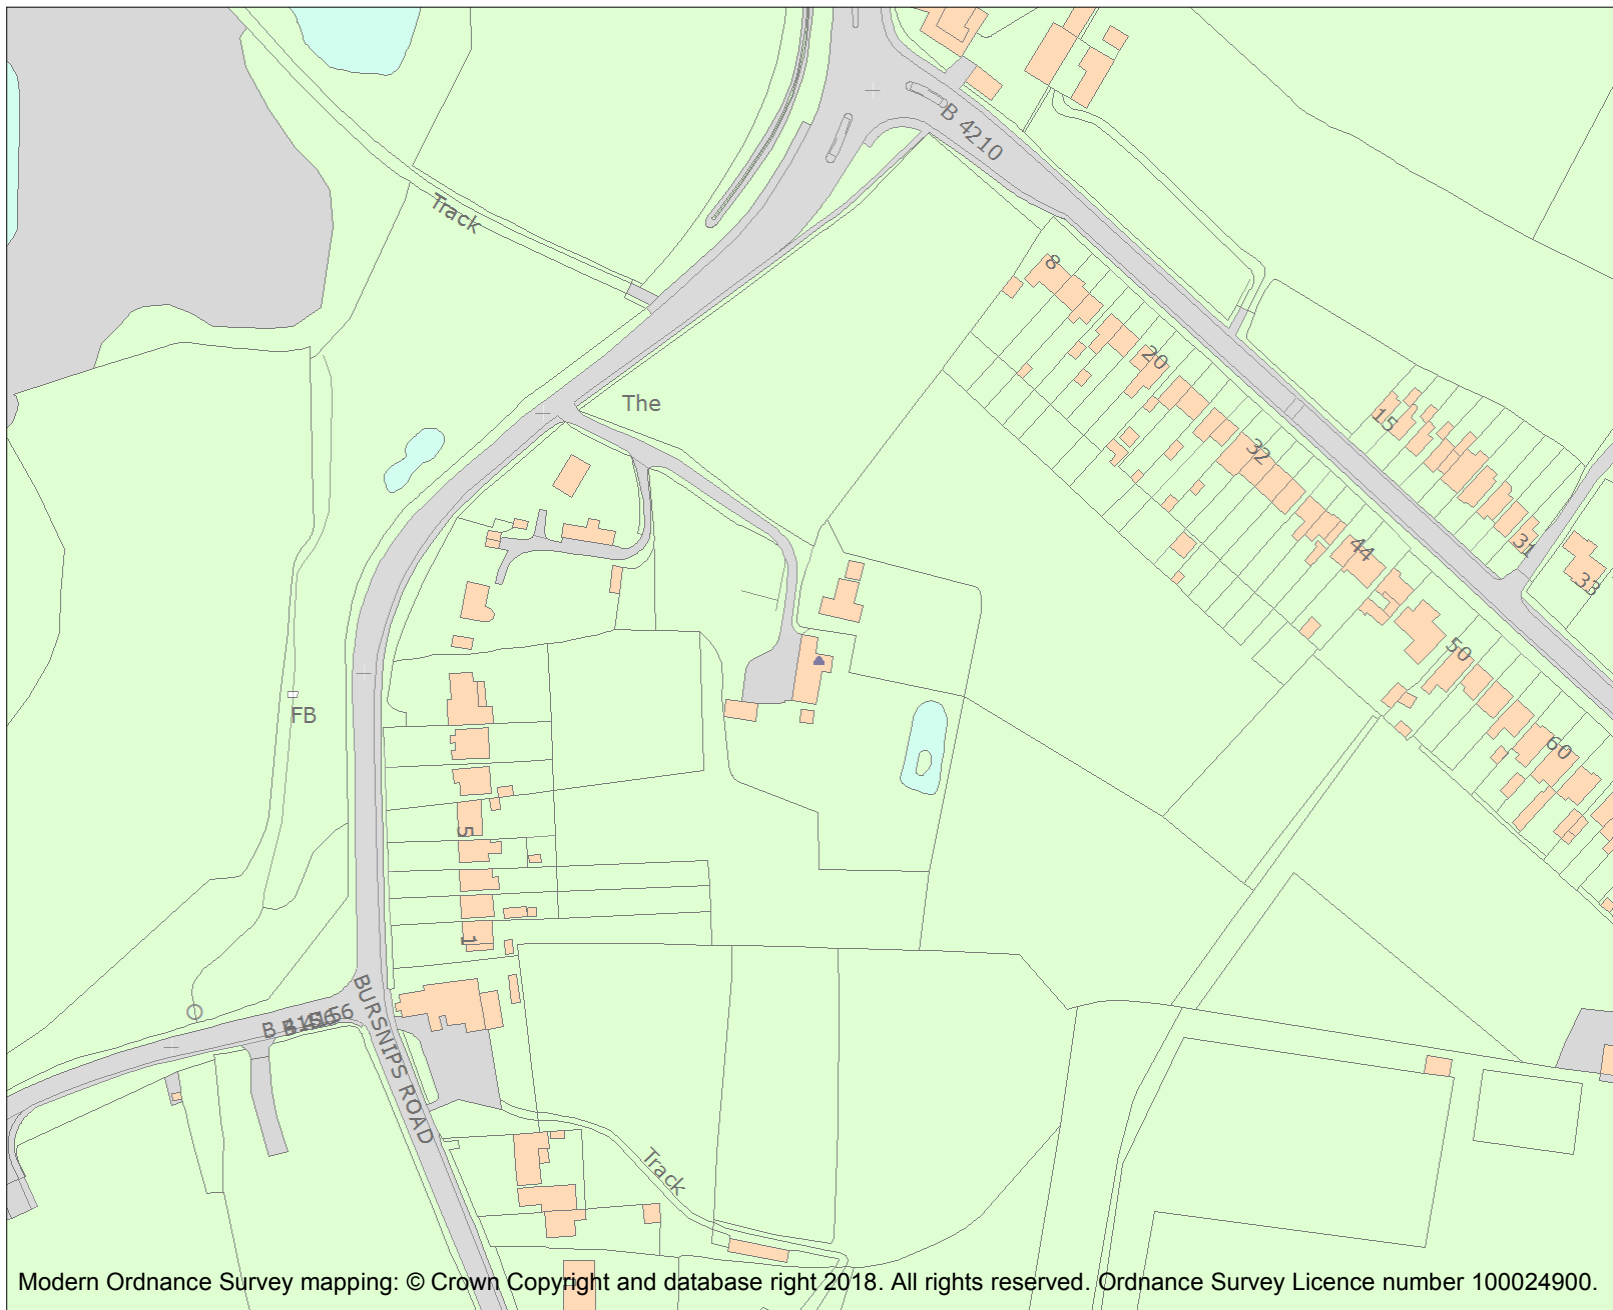 B 4210
Track
8
The
20
15
32
31
44
33
50
FB
60
5
1
B 4156
BURSNIPS ROAD
Track
Modern Ordnance Survey mapping: © Crown Copyright and database right 2018. All rights reserved. Ordnance Survey Licence number 100024900.